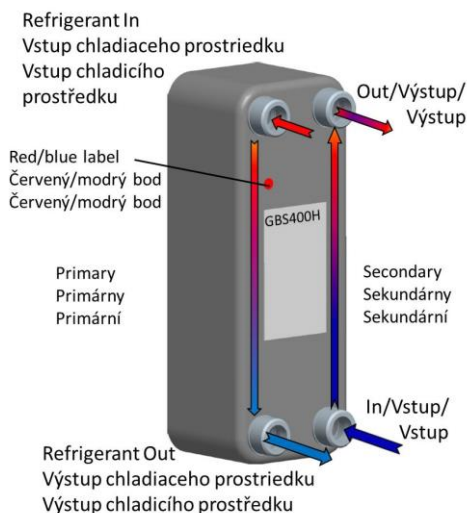 Refrigerant In
Vstup chladiaceho prostriedku
Vstup chladicího
prostředku
Out/Výstup/
Výstup
Red/blue label
Červený/modrý bod
Červený/modrý bod
GBS400H
Primary
Primárny
Primární
Secondary
Sekundárny
Sekundární
In/Vstup/
Vstup
Refrigerant Out
Výstup chladiaceho prostriedku
Výstup chladicího prostředku